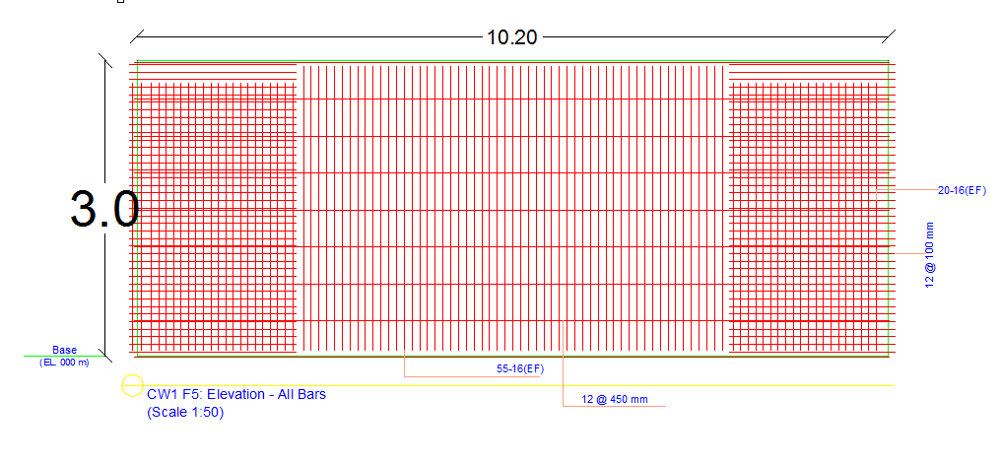 10.20
3.0
20-16(EF)
12 @ 100 mm
Base
(EL. 000 m)
55-16(EF)
12 @ 450 mm
CW1 F5: Elevation - All Bars
(Scale 1:50)